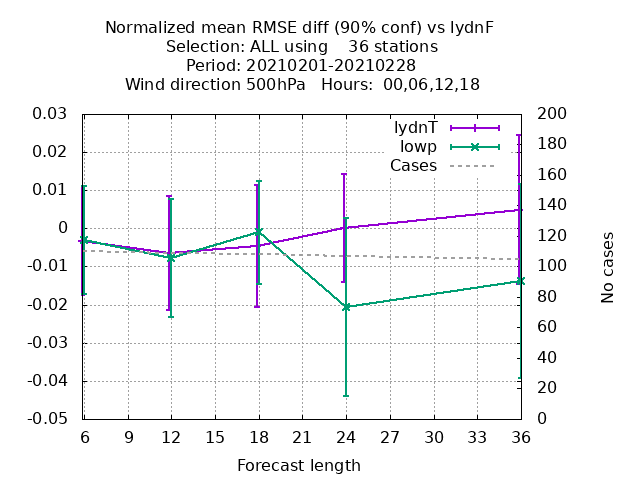 Normalized mean RMSE diff (90% conf) vs lydnF
Selection: ALL using    36 stations
Period: 20210201-20210228
Wind direction 500hPa   Hours:  00,06,12,18
lydnT
lowp
Cases
0.03
0.02
0.01
0
-0.01
-0.02
-0.03
-0.04
-0.05
200
180
160
140
120
100
80
60
40
20
0
No cases
6 9 12 15 18 21 24 27 30 33 36
Forecast length